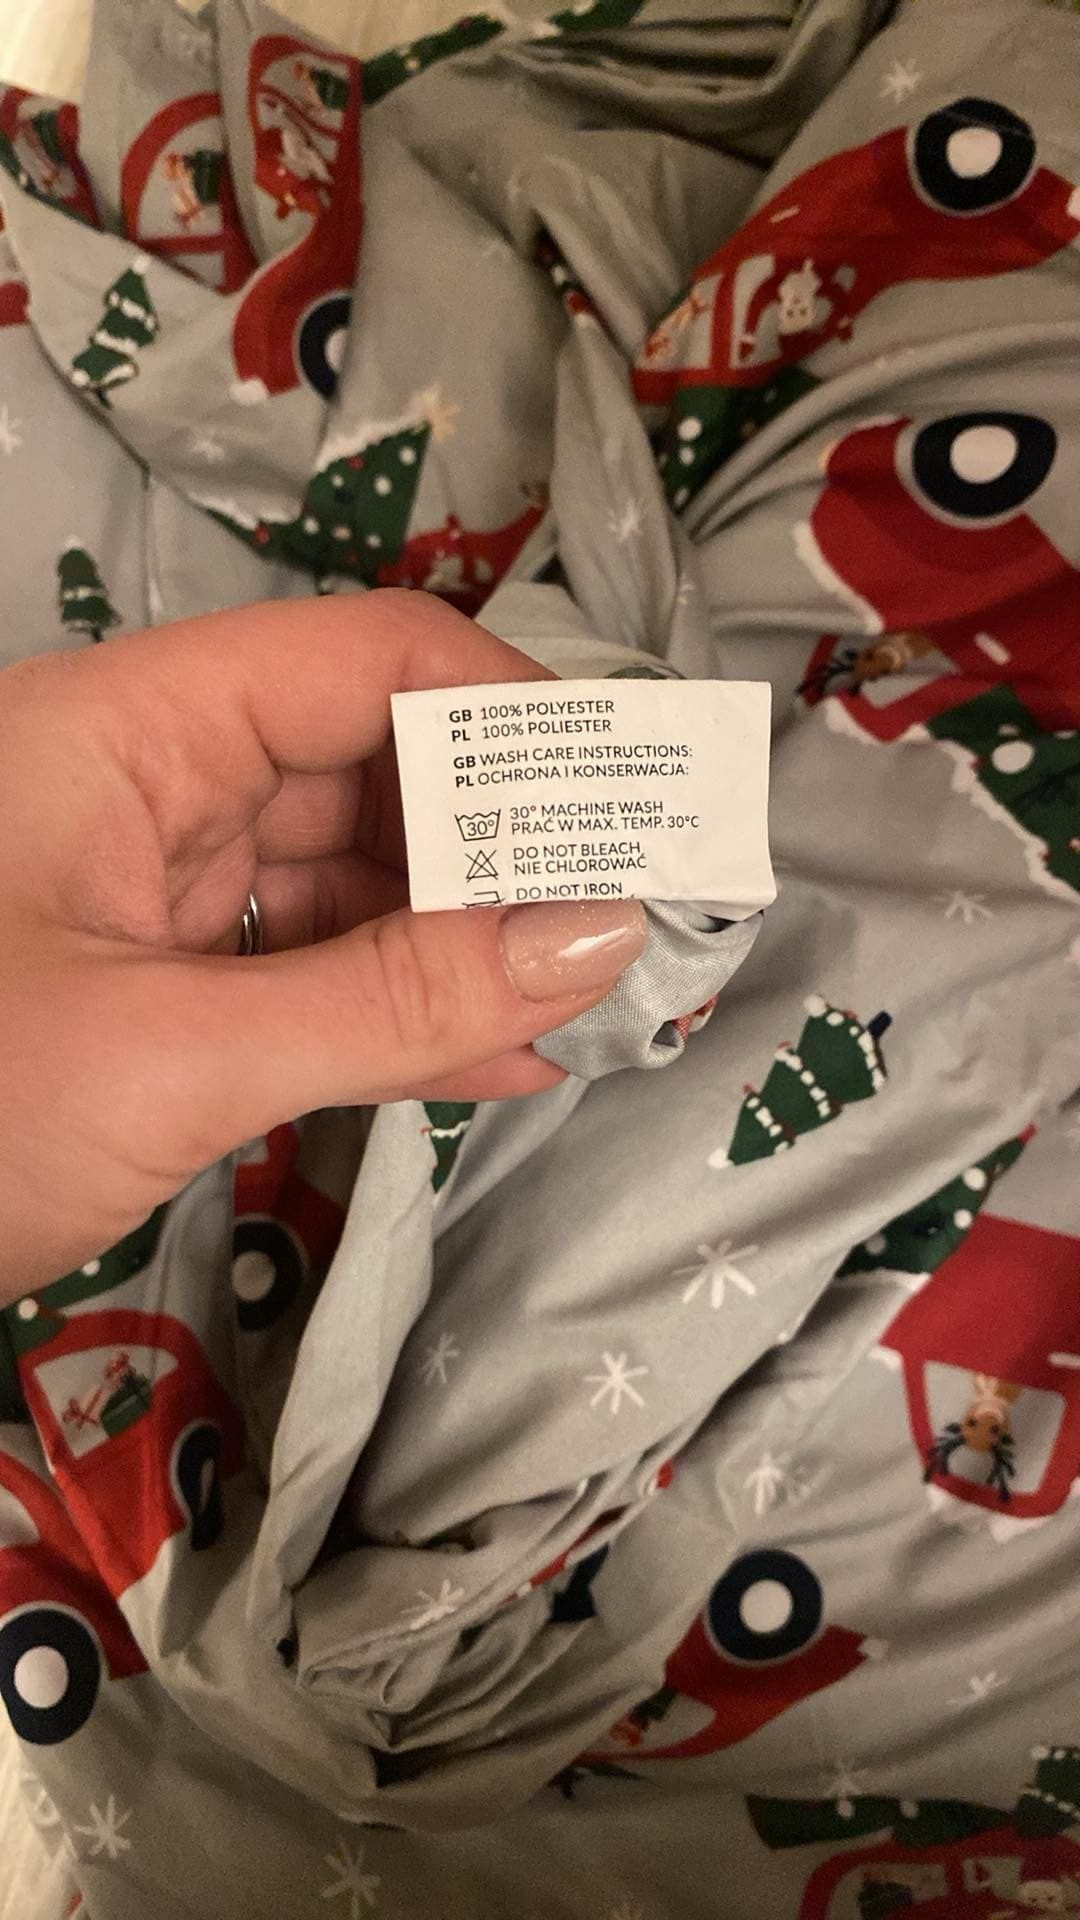 GB 100% POLYESTER
PL 100% POLIESTER
GB WASH CARE INSTRUCTIONS:
PL OCHRONA I KONSERWACJA:
30° 30° MACHINE WASH
PRAĆ W MAX. TEMP. 30°C
DO NOT BLEACH
NIE CHLOROWAĆ
DO NOT IRON